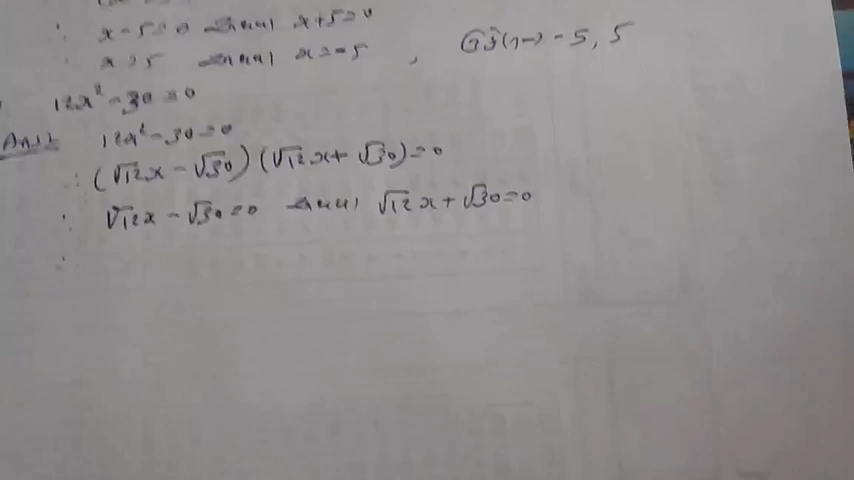 ∴ x - 5 = 0 અથવા x + 5 = 0
∴ x = 5 અથવા x = -5 , - 5, 5
12x² - 30 = 0
Ans: 12x² - 30 = 0
∴ (√12x - √30) (√12x + √30) = 0
∴ √12x - √30 = 0 અથવા √12x + √30 = 0
∴